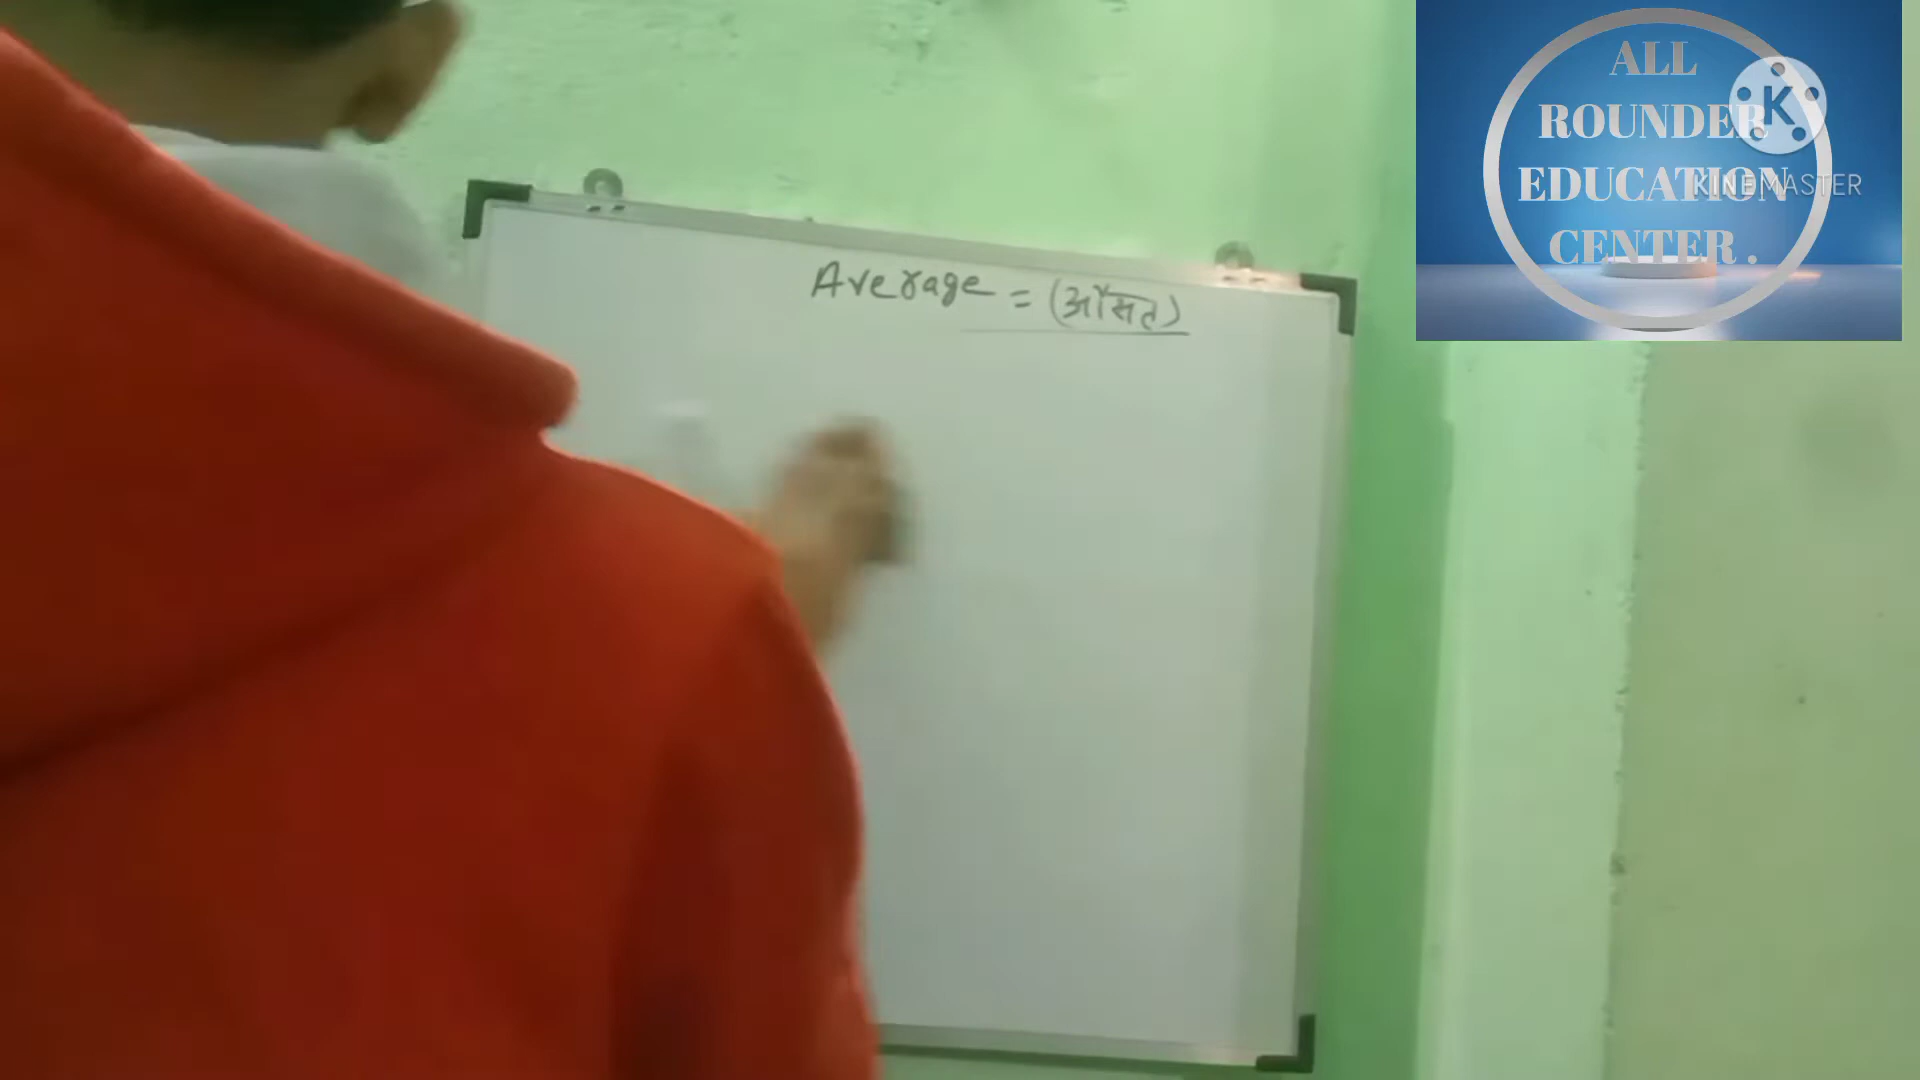 Average = (औसत)
ALL
ROUNDER
EDUCATION
CENTER .
K
KINEMASTER